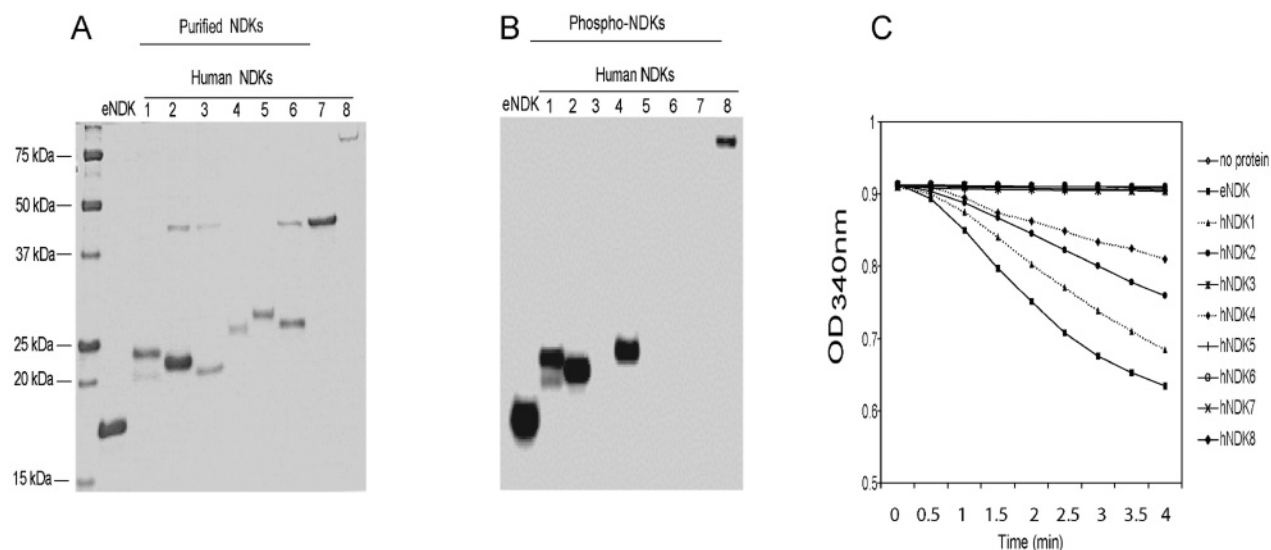 A
Purified NDKs
Human NDKs
eNDK 1 2 3 4 5 6 7 8
75 kDa
50 kDa
37 kDa
25 kDa
20 kDa
15 kDa
B
Phospho-NDKs
Human NDKs
eNDK 1 2 3 4 5 6 7 8
C
OD340nm
1
0.9
0.8
0.7
0.6
0.5
0 0.5 1 1.5 2 2.5 3 3.5 4
Time (min)
no protein
eNDK
hNDK1
hNDK2
hNDK3
hNDK4
hNDK5
hNDK6
hNDK7
hNDK8